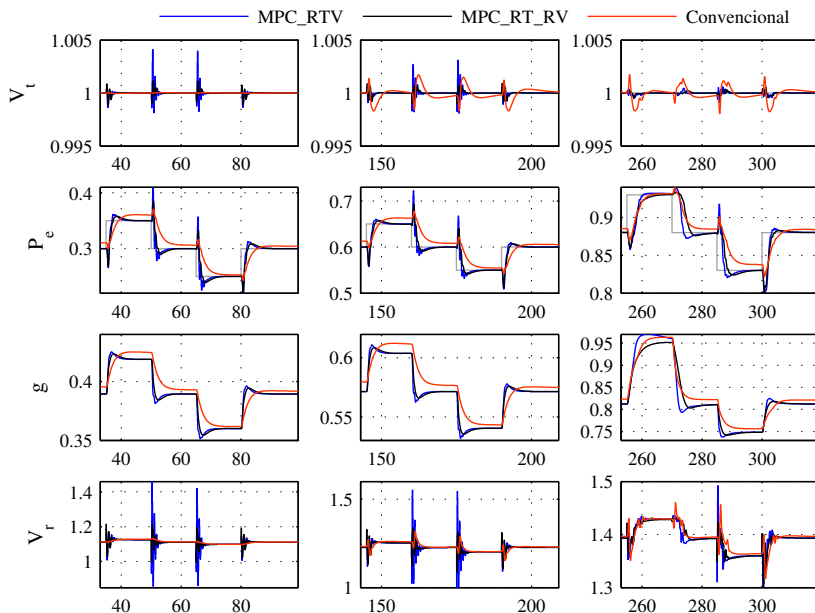 MPC_RTV MPC_RT_RV Convencional
V_t 1.005 1 0.995 40 60 80
1.005 1 0.995 150 200
1.005 1 0.995 260 280 300
P_e 0.4 0.3 40 60 80
0.7 0.6 0.5 150 200
0.9 0.8 260 280 300
g 0.4 0.35 40 60 80
0.6 0.55 150 200
0.95 0.9 0.85 0.8 0.75 260 280 300
V_r 1.4 1.2 1 40 60 80
1.5 1 150 200
1.5 1.4 1.3 260 280 300